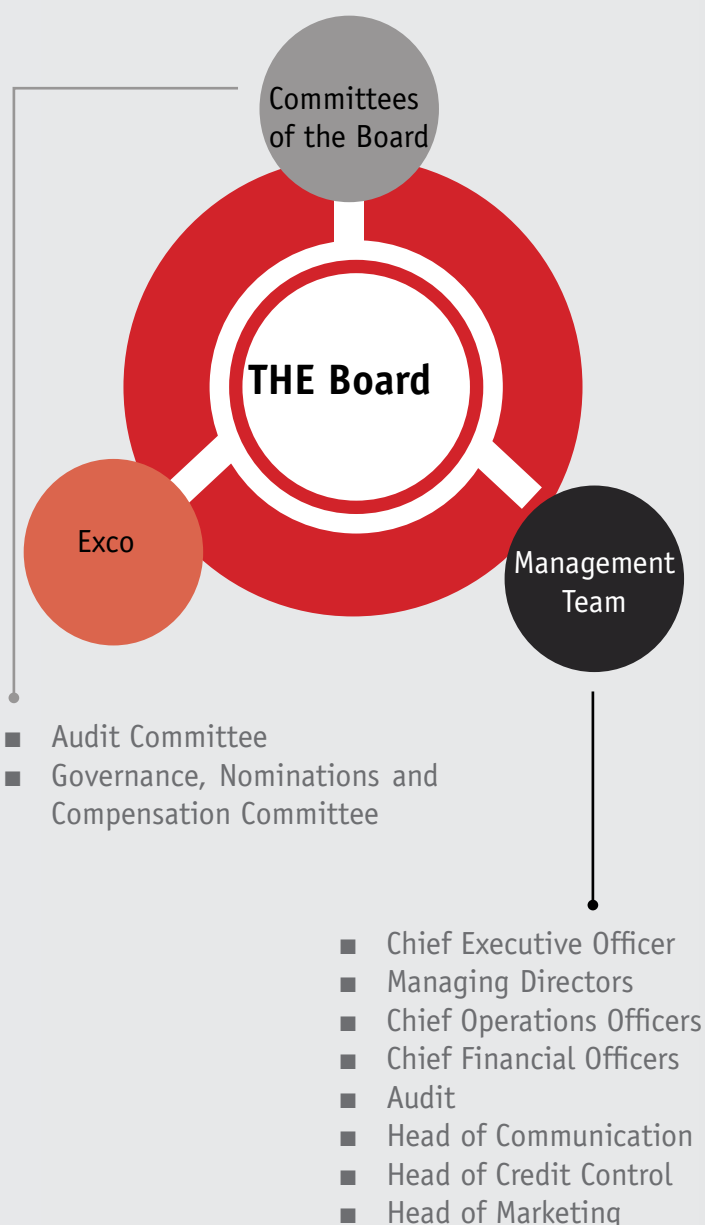 Committees
of the Board
THE Board
Exco
Management
Team
■ Audit Committee
■ Governance, Nominations and
Compensation Committee
■ Chief Executive Officer
■ Managing Directors
■ Chief Operations Officers
■ Chief Financial Officers
■ Audit
■ Head of Communication
■ Head of Credit Control
■ Head of Marketing